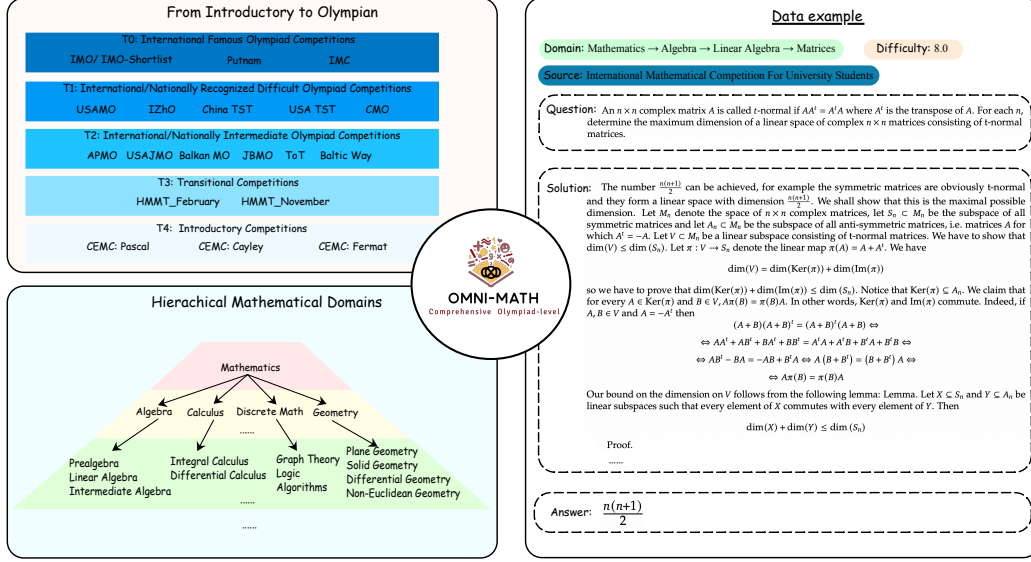 From Introductory to Olympian
T0: International Famous Olympiad Competitions
IMO/ IMO-Shortlist Putnam IMC
T1: International/Nationally Recognized Difficult Olympiad Competitions
USAMO IZhO China TST USA TST CMO
T2: International/Nationally Intermediate Olympiad Competitions
APMO USAJMO Balkan MO JBMO ToT Baltic Way
T3: Transitional Competitions
HMMT_February HMMT_November
T4: Introductory Competitions
CEMC: Pascal CEMC: Cayley CEMC: Fermat
OMNI-MATH
Comprehensive Olympiad-level
Hierachical Mathematical Domains
Mathematics
Algebra Calculus Discrete Math Geometry
......
Prealgebra
Linear Algebra
Intermediate Algebra
Integral Calculus
Differential Calculus
Graph Theory
Logic
Algorithms
Plane Geometry
Solid Geometry
Differential Geometry
Non-Euclidean Geometry
......
......
Data example
Domain: Mathematics → Algebra → Linear Algebra → Matrices
Difficulty: 8.0
Source: International Mathematical Competition For University Students
Question: An n × n complex matrix A is called t-normal if AA^t = A^tA where A^t is the transpose of A. For each n,
determine the maximum dimension of a linear space of complex n × n matrices consisting of t-normal
matrices.
Solution: The number n(n+1)/2 can be achieved, for example the symmetric matrices are obviously t-normal
and they form a linear space with dimension n(n+1)/2. We shall show that this is the maximal possible
dimension. Let M_n denote the space of n × n complex matrices, let S_n ⊂ M_n be the subspace of all
symmetric matrices and let A_n ⊂ M_n be the subspace of all anti-symmetric matrices, i.e. matrices A for
which A^t = −A. Let V ⊂ M_n be a linear subspace consisting of t-normal matrices. We have to show that
dim(V) ≤ dim (S_n). Let π : V → S_n denote the linear map π(A) = A + A^t. We have
dim(V) = dim(Ker(π)) + dim(Im(π))
so we have to prove that dim(Ker(π)) + dim(Im(π)) ≤ dim (S_n). Notice that Ker(π) ⊆ A_n. We claim that
for every A ∈ Ker(π) and B ∈ V, Aπ(B) = π(B)A. In other words, Ker(π) and Im(π) commute. Indeed, if
A, B ∈ V and A = −A^t then
(A + B)(A + B)^t = (A + B)^t(A + B) ⇔
⇔ AA^t + AB^t + BA^t + BB^t = A^tA + A^tB + B^tA + B^tB ⇔
⇔ AB^t − BA = −AB + B^tA ⇔ A (B + B^t) = (B + B^t) A ⇔
⇔ Aπ(B) = π(B)A
Our bound on the dimension on V follows from the following lemma: Lemma. Let X ⊆ S_n and Y ⊆ A_n be
linear subspaces such that every element of X commutes with every element of Y. Then
dim(X) + dim(Y) ≤ dim (S_n)
Proof.
......
Answer: n(n+1)/2